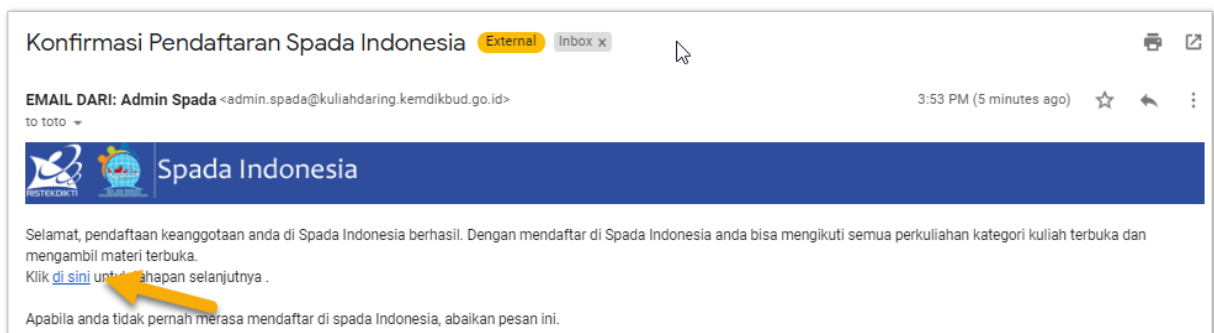 Konfirmasi Pendaftaran Spada Indonesia External Inbox x
EMAIL DARI: Admin Spada <admin.spada@kuliahdaring.kemdikbud.go.id> 3:53 PM (5 minutes ago)
to toto
RISTEKDIKTI Spada Indonesia
Selamat, pendaftaan keanggotaan anda di Spada Indonesia berhasil. Dengan mendaftar di Spada Indonesia anda bisa mengikuti semua perkuliahan kategori kuliah terbuka dan
mengambil materi terbuka.
Klik di sini untuk tahapan selanjutnya .
Apabila anda tidak pernah merasa mendaftar di spada Indonesia, abaikan pesan ini.